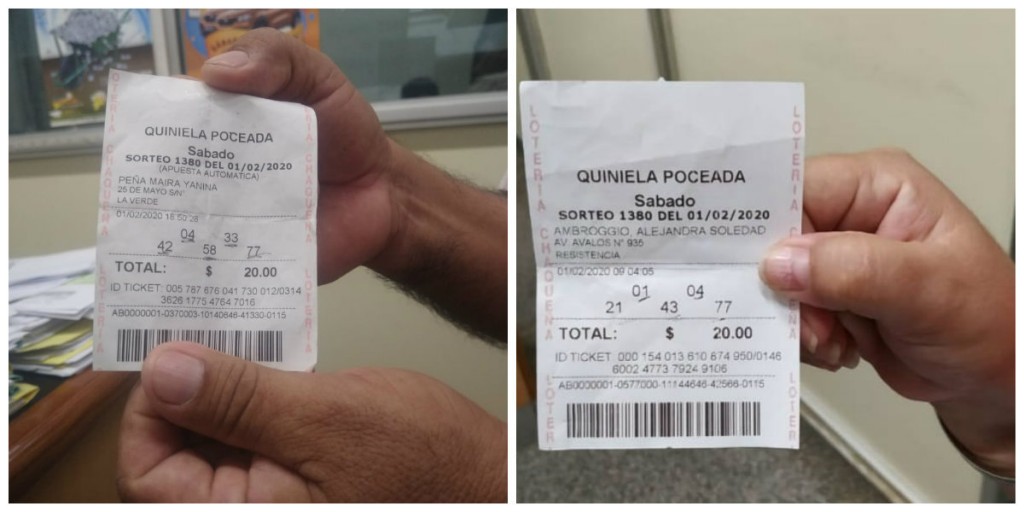 QUINIELA POCEADA
Sabado
SORTEO 1380 DEL 01/02/2020
(APUESTA AUTOMATICA)
PEÑA MAIRA YANINA
25 DE MAYO S/N°
LA VERDE
01/02/2020 16:50:28
04 33
42 58 77
TOTAL: $ 20.00
ID TICKET: 005 787 676 041 730 012/0314
3626 1775 4764 7016
AB0000001-0370003-10140646-41330-0115
LOTERIA CHAQUEÑA LOTERIA
QUINIELA POCEADA
Sabado
SORTEO 1380 DEL 01/02/2020
AMBROGGIO, ALEJANDRA SOLEDAD
AV. AVALOS N° 935
RESISTENCIA
01/02/2020 09:04:05
01 04
21 43 77
TOTAL: $ 20.00
ID TICKET: 000 154 013 610 874 950/0146
6002 4773 7924 9106
AB0000001-0577000-11144646-42566-0115
LOTERIA CHAQUEÑA LOTER
LOTERIA